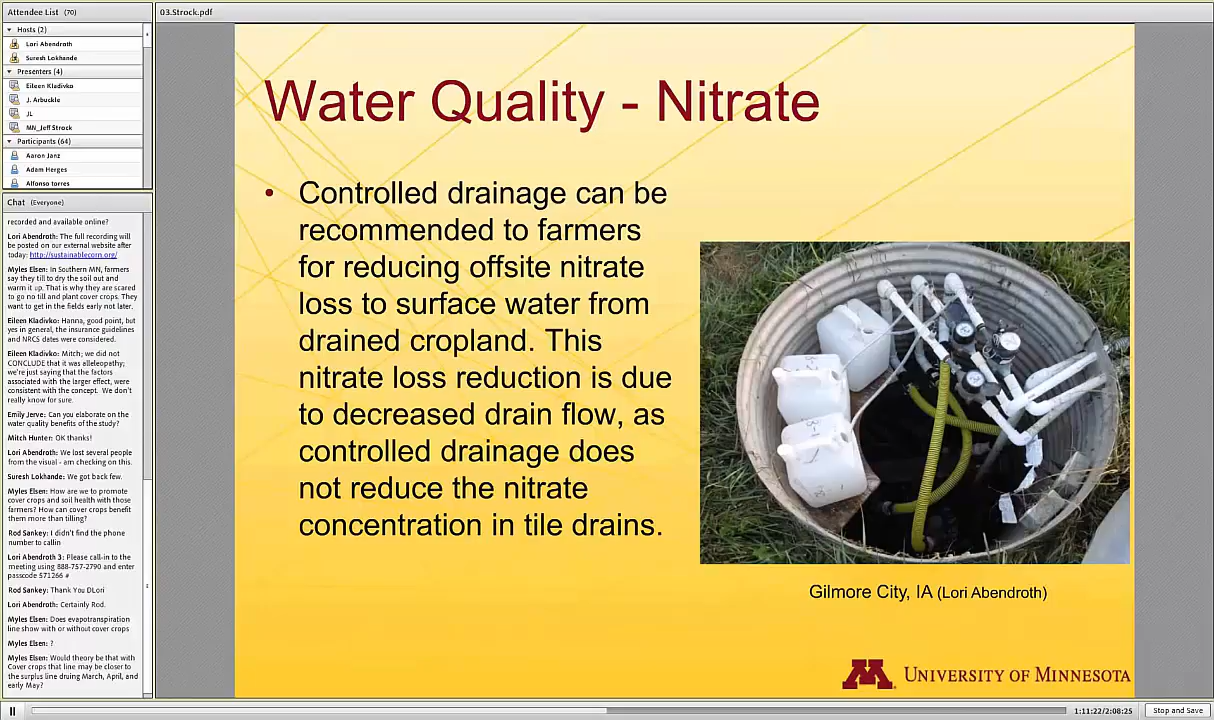 Attendee List (70)
Hosts (2)
Lori Abendroth
Suresh Lokhande
Presenters (4)
Eileen Kladivko
J. Arbuckle
JL
MN_Jeff Strock
Participants (64)
Aaron Janz
Adam Herges
Alfonso torres
Chat (Everyone)
recorded and available online?
Lori Abendroth: The full recording will
be posted on our external website after
today: http://sustainablecorn.org/
Myles Elsen: In Southern MN, farmers
say they till to dry the soil out and
warm it up. That is why they are scared
to go no till and plant cover crops. They
want to get in the fields early not later.
Eileen Kladivko: Hanna, good point, but
yes in general, the insurance guidelines
and NRCS dates were considered.
Eileen Kladivko: Mitch; we did not
CONCLUDE that it was alleleopathy;
we're just saying that the factors
associated with the larger effect, were
consistent with the concept. We don't
really know for sure.
Emily Jerve: Can you elaborate on the
water quality benefits of the study?
Mitch Hunter: OK thanks!
Lori Abendroth: We lost several people
from the visual - am checking on this.
Suresh Lokhande: We got back few.
Myles Elsen: How are we to promote
cover crops and soil health with those
farmers? How can cover crops benefit
them more than tilling?
Rod Sankey: I didn't find the phone
number to callin
Lori Abendroth 3: Please call-in to the
meeting using 888-757-2790 and enter
passcode 571266 #
Rod Sankey: Thank You DLori
Lori Abendroth: Certainly Rod.
Myles Elsen: Does evapotranspiration
line show with or without cover crops
Myles Elsen: ?
Myles Elsen: Would theory be that with
Cover crops that line may be closer to
the surplus line druing March, April, and
early May?
03.Strock.pdf
Water Quality - Nitrate
• Controlled drainage can be
recommended to farmers
for reducing offsite nitrate
loss to surface water from
drained cropland. This
nitrate loss reduction is due
to decreased drain flow, as
controlled drainage does
not reduce the nitrate
concentration in tile drains.
Gilmore City, IA (Lori Abendroth)
M
UNIVERSITY OF MINNESOTA
1:11:22/2:08:25
Stop and Save